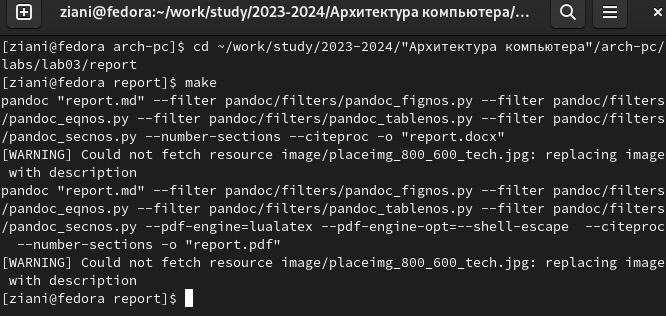 ziani@fedora:~/work/study/2023-2024/Архитектура компьютера/...
[ziani@fedora arch-pc]$ cd ~/work/study/2023-2024/"Архитектура компьютера"/arch-pc/
labs/lab03/report
[ziani@fedora report]$ make
pandoc "report.md" --filter pandoc/filters/pandoc_fignos.py --filter pandoc/filters
/pandoc_eqnos.py --filter pandoc/filters/pandoc_tablenos.py --filter pandoc/filters
/pandoc_secnos.py --number-sections --citeproc -o "report.docx"
[WARNING] Could not fetch resource image/placeimg_800_600_tech.jpg: replacing image
 with description
pandoc "report.md" --filter pandoc/filters/pandoc_fignos.py --filter pandoc/filters
/pandoc_eqnos.py --filter pandoc/filters/pandoc_tablenos.py --filter pandoc/filters
/pandoc_secnos.py --pdf-engine=lualatex --pdf-engine-opt=--shell-escape  --citeproc
  --number-sections -o "report.pdf"
[WARNING] Could not fetch resource image/placeimg_800_600_tech.jpg: replacing image
 with description
[ziani@fedora report]$